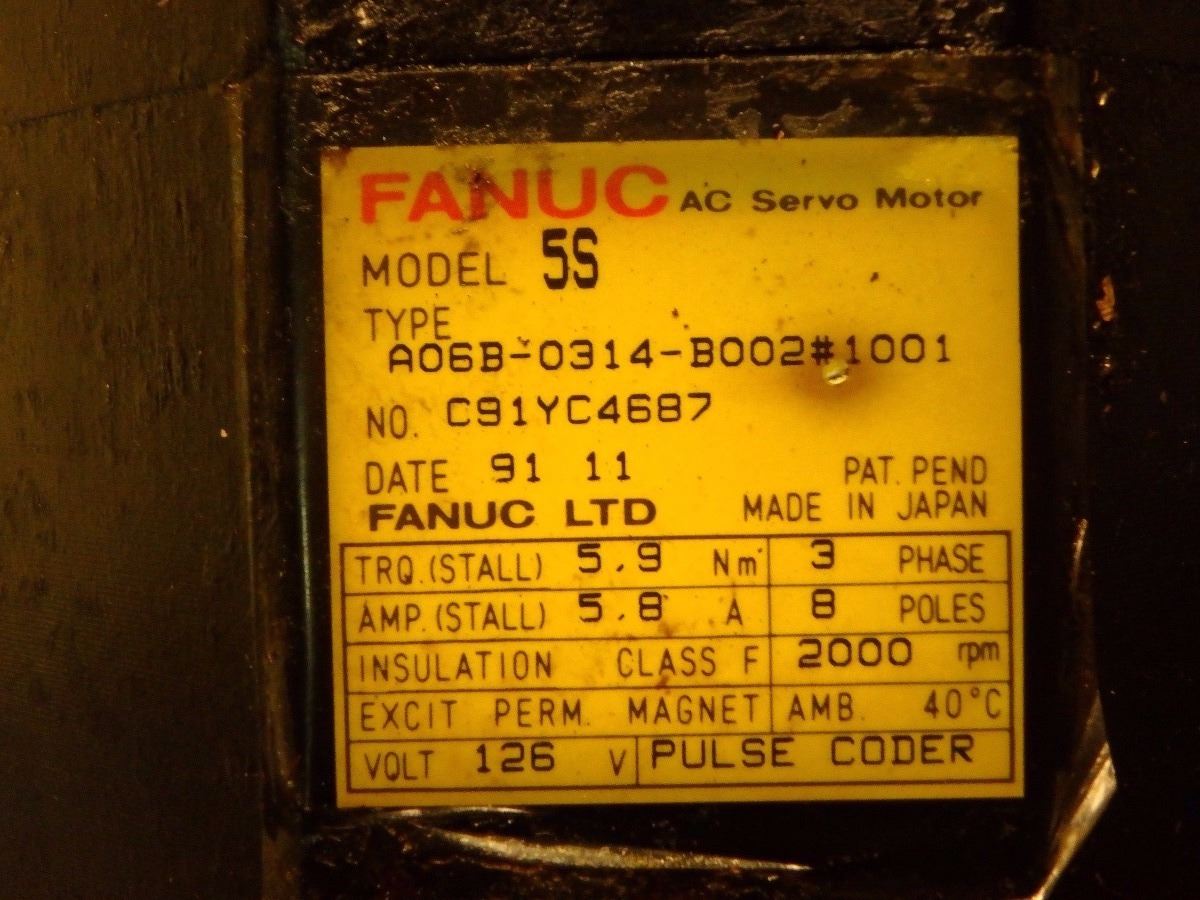 FANUC AC Servo Motor
MODEL 5S
TYPE
A06B-0314-B002#1001
NO. C91YC4687
DATE 91 11 PAT. PEND
FANUC LTD MADE IN JAPAN
TRQ.(STALL) 5.9 Nm 3 PHASE
AMP.(STALL) 5.8 A 8 POLES
INSULATION CLASS F 2000 rpm
EXCIT PERM. MAGNET AMB. 40°C
VOLT 126 V PULSE CODER